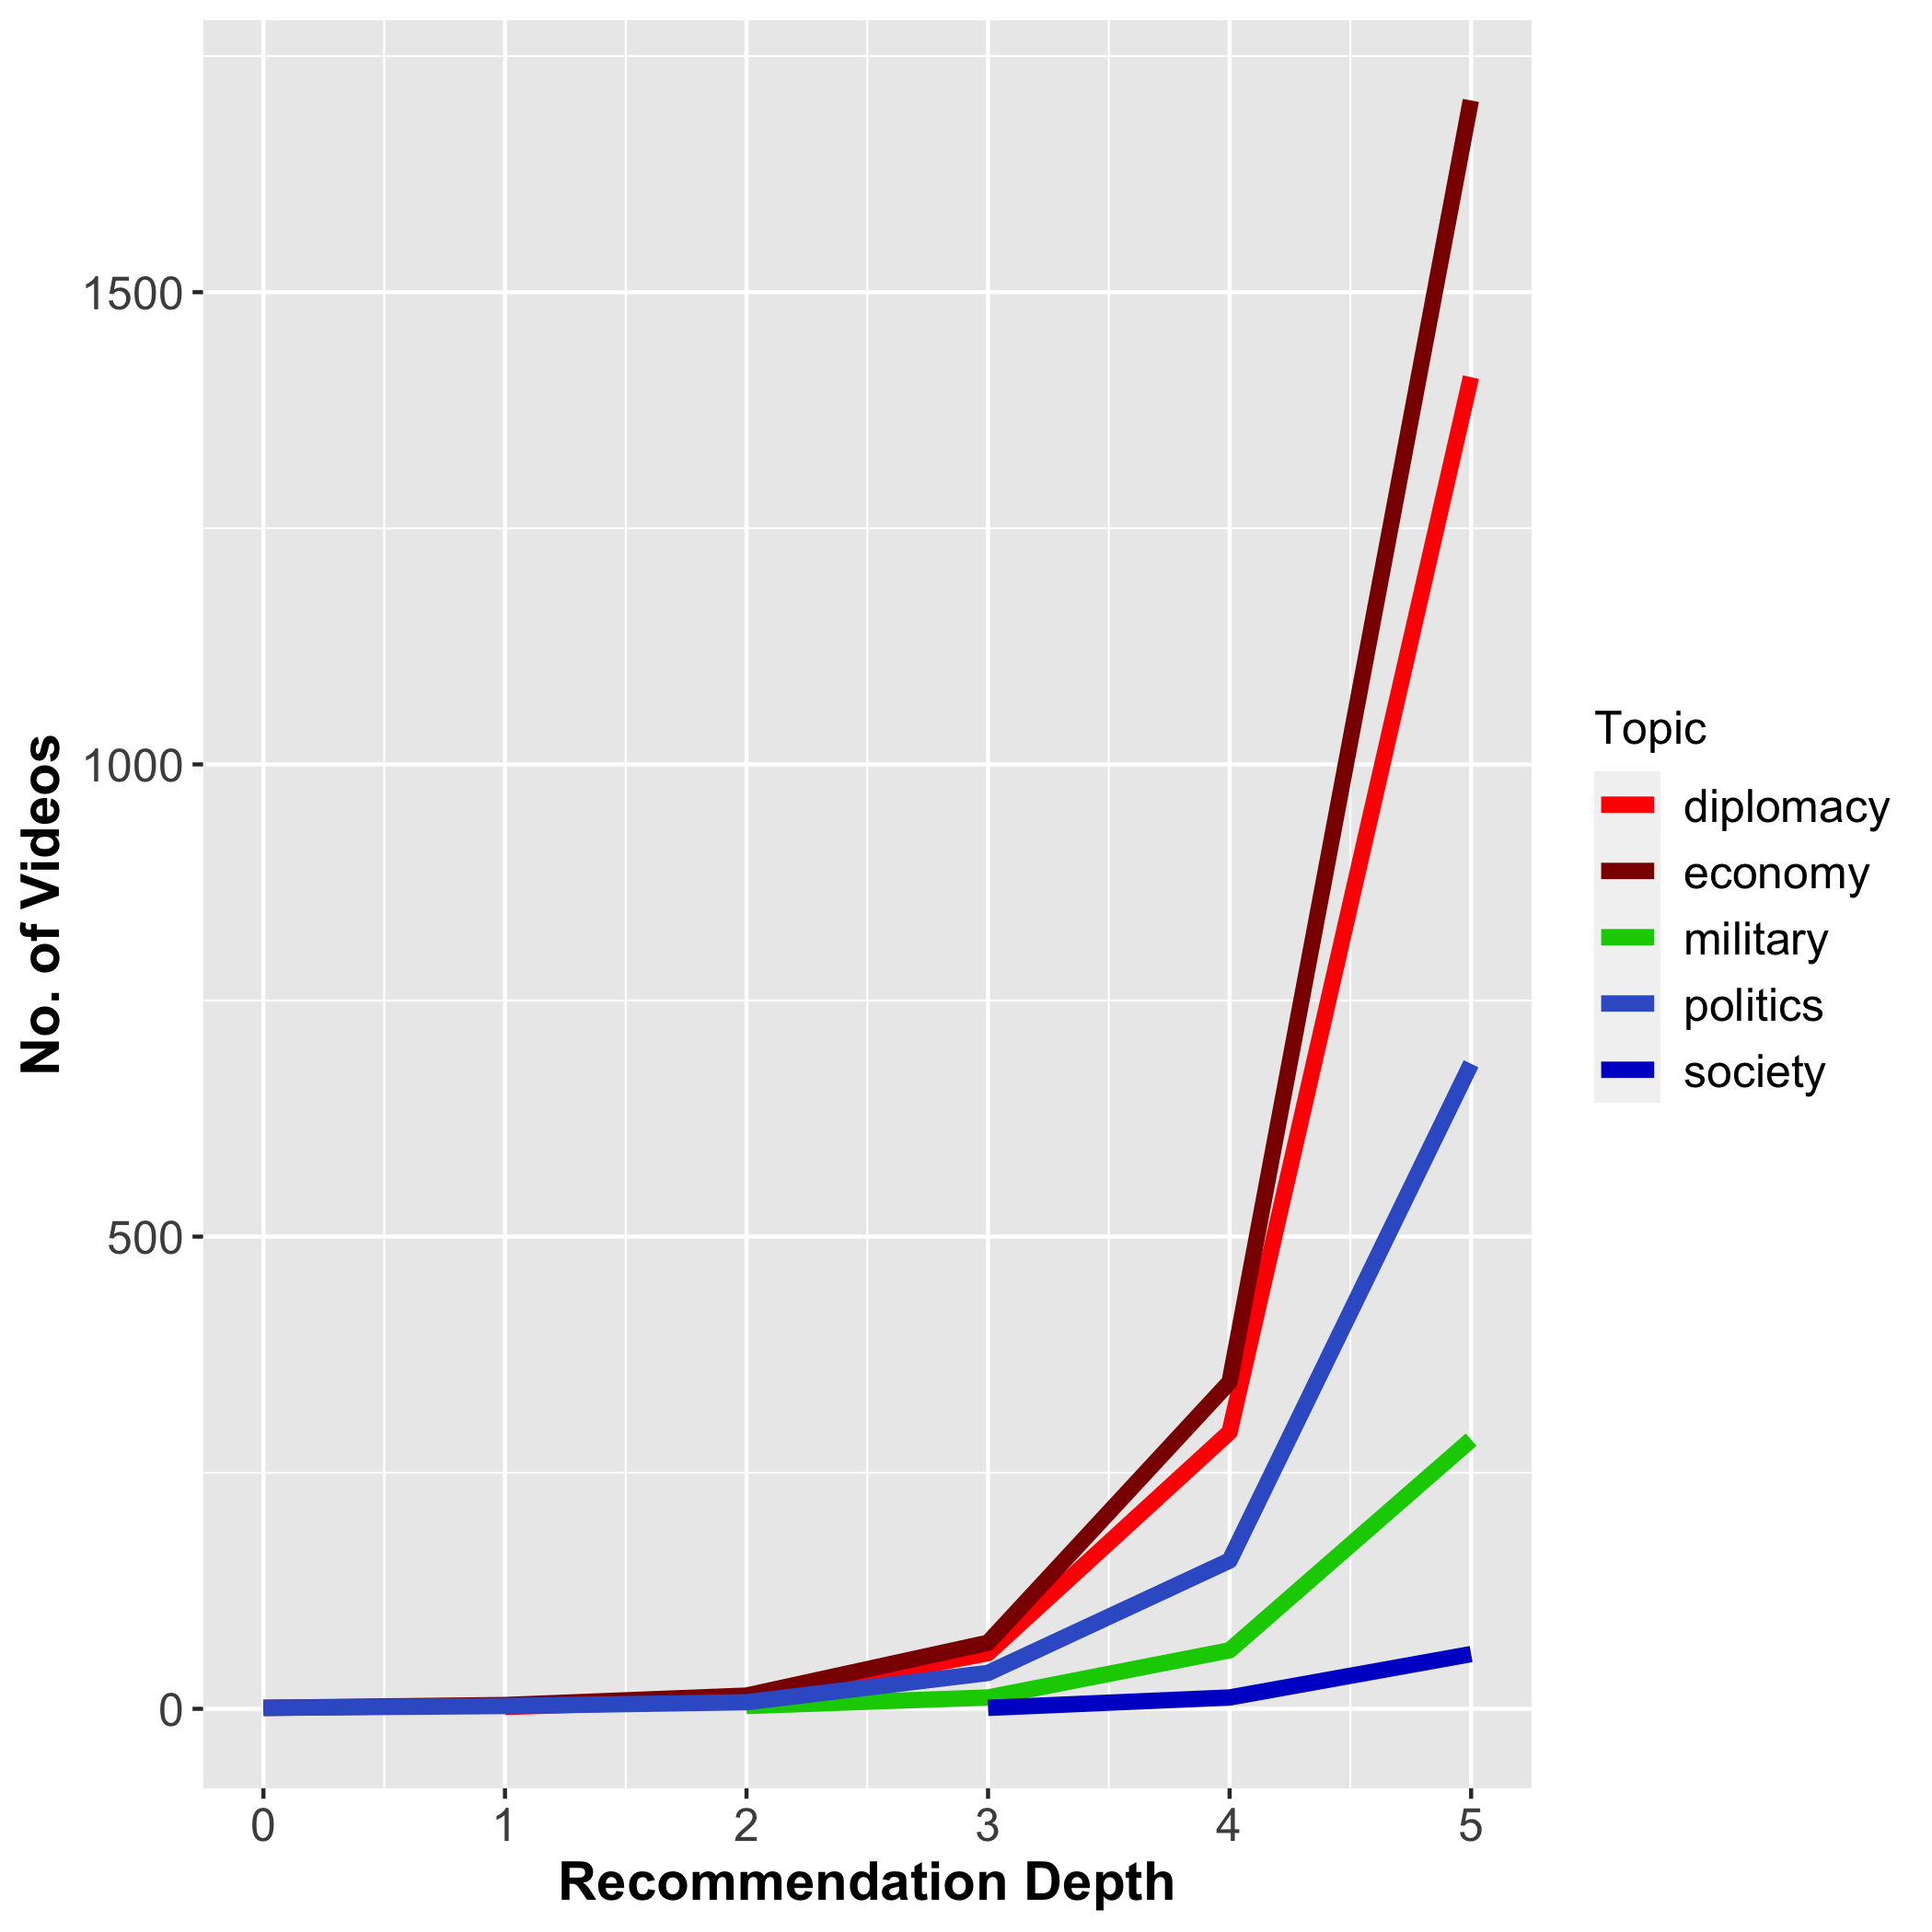 No. of Videos
1500
1000
500
0
0 1 2 3 4 5
Recommendation Depth
Topic
diplomacy
economy
military
politics
society